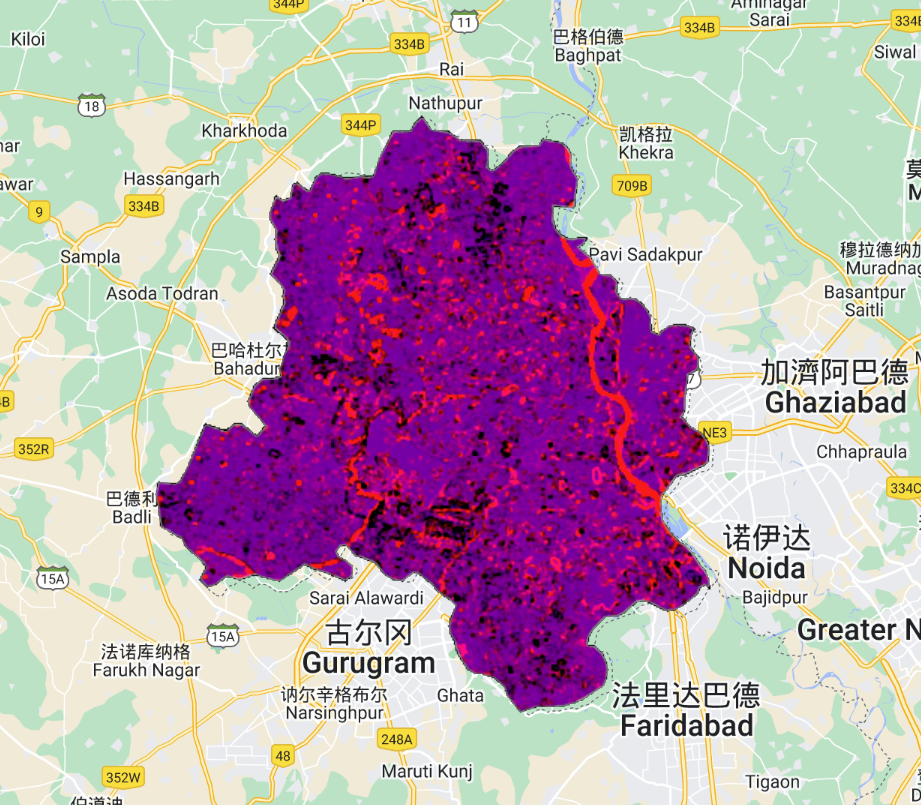 344P
11
Aminagar
Sarai
334B
Kiloi
334B
巴格伯德
Baghpat
Siwal
Rai
18
Nathupur
344P
Kharkhoda
凯格拉
Khekra
Hassangarh
709B
334B
9
Sampla
Pavi Sadakpur
穆拉德纳加
Muradnag
Asoda Todran
Basantpur
Saitli
巴哈杜尔
Bahadur
加濟阿巴德
Ghaziabad
NE3
352R
Chhapraula
巴德利
Badli
334C
诺伊达
Noida
15A
Sarai Alawardi
Bajidpur
古尔冈
Gurugram
15A
Greater N
法诺库纳格
Farukh Nagar
讷尔辛格布尔
Narsinghpur
Ghata
法里达巴德
Faridabad
248A
48
Maruti Kunj
352W
Tigaon